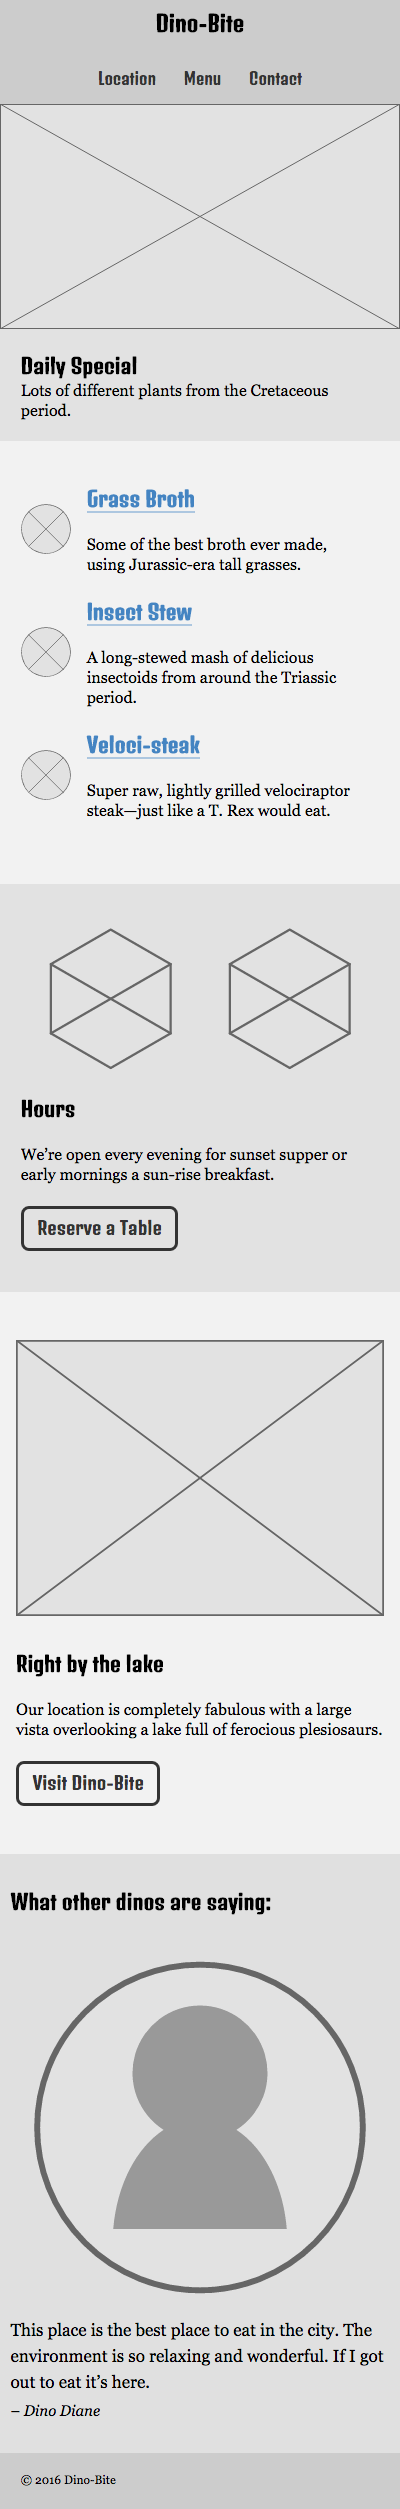 Dino-Bite
Location Menu Contact
Daily Special
Lots of different plants from the Cretaceous
period.
Grass Broth
Some of the best broth ever made,
using Jurassic-era tall grasses.
Insect Stew
A long-stewed mash of delicious
insectoids from around the Triassic
period.
Veloci-steak
Super raw, lightly grilled velociraptor
steak—just like a T. Rex would eat.
Hours
We’re open every evening for sunset supper or
early mornings a sun-rise breakfast.
Reserve a Table
Right by the lake
Our location is completely fabulous with a large
vista overlooking a lake full of ferocious plesiosaurs.
Visit Dino-Bite
What other dinos are saying:
This place is the best place to eat in the city. The
environment is so relaxing and wonderful. If I got
out to eat it’s here.
– Dino Diane
© 2016 Dino-Bite